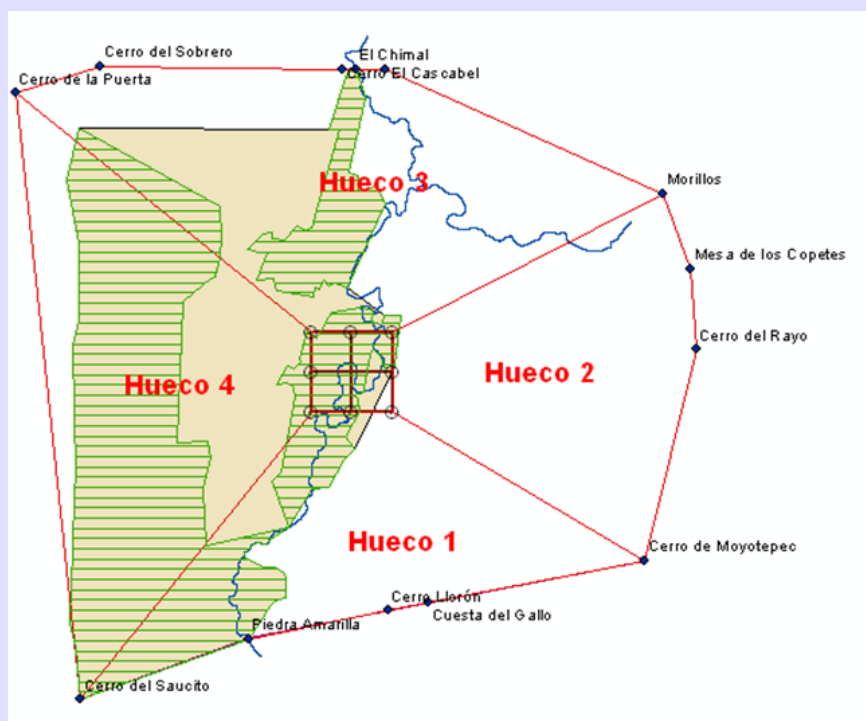 Cerro del Sobrero
El Chimal
Cerro de la Puerta
Cerro El Cascabel
Hueco 3
Morillos
Mesa de los Copetes
Cerro del Rayo
Hueco 4
Hueco 2
Hueco 1
Cerro de Moyotepec
Cerro Llorón
Cuesta del Gallo
Piedra Amarilla
Cerro del Saucito